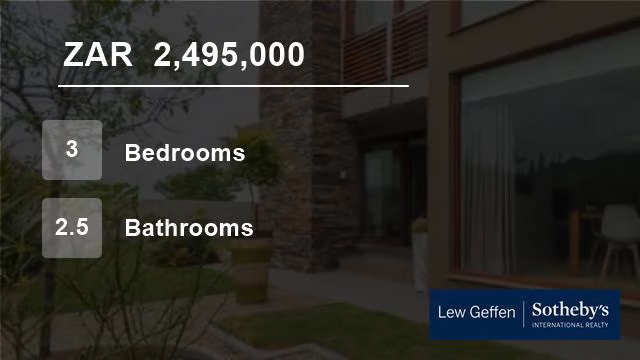 ZAR 2,495,000
3 Bedrooms
2.5 Bathrooms
Lew Geffen | Sotheby's
INTERNATIONAL REALTY